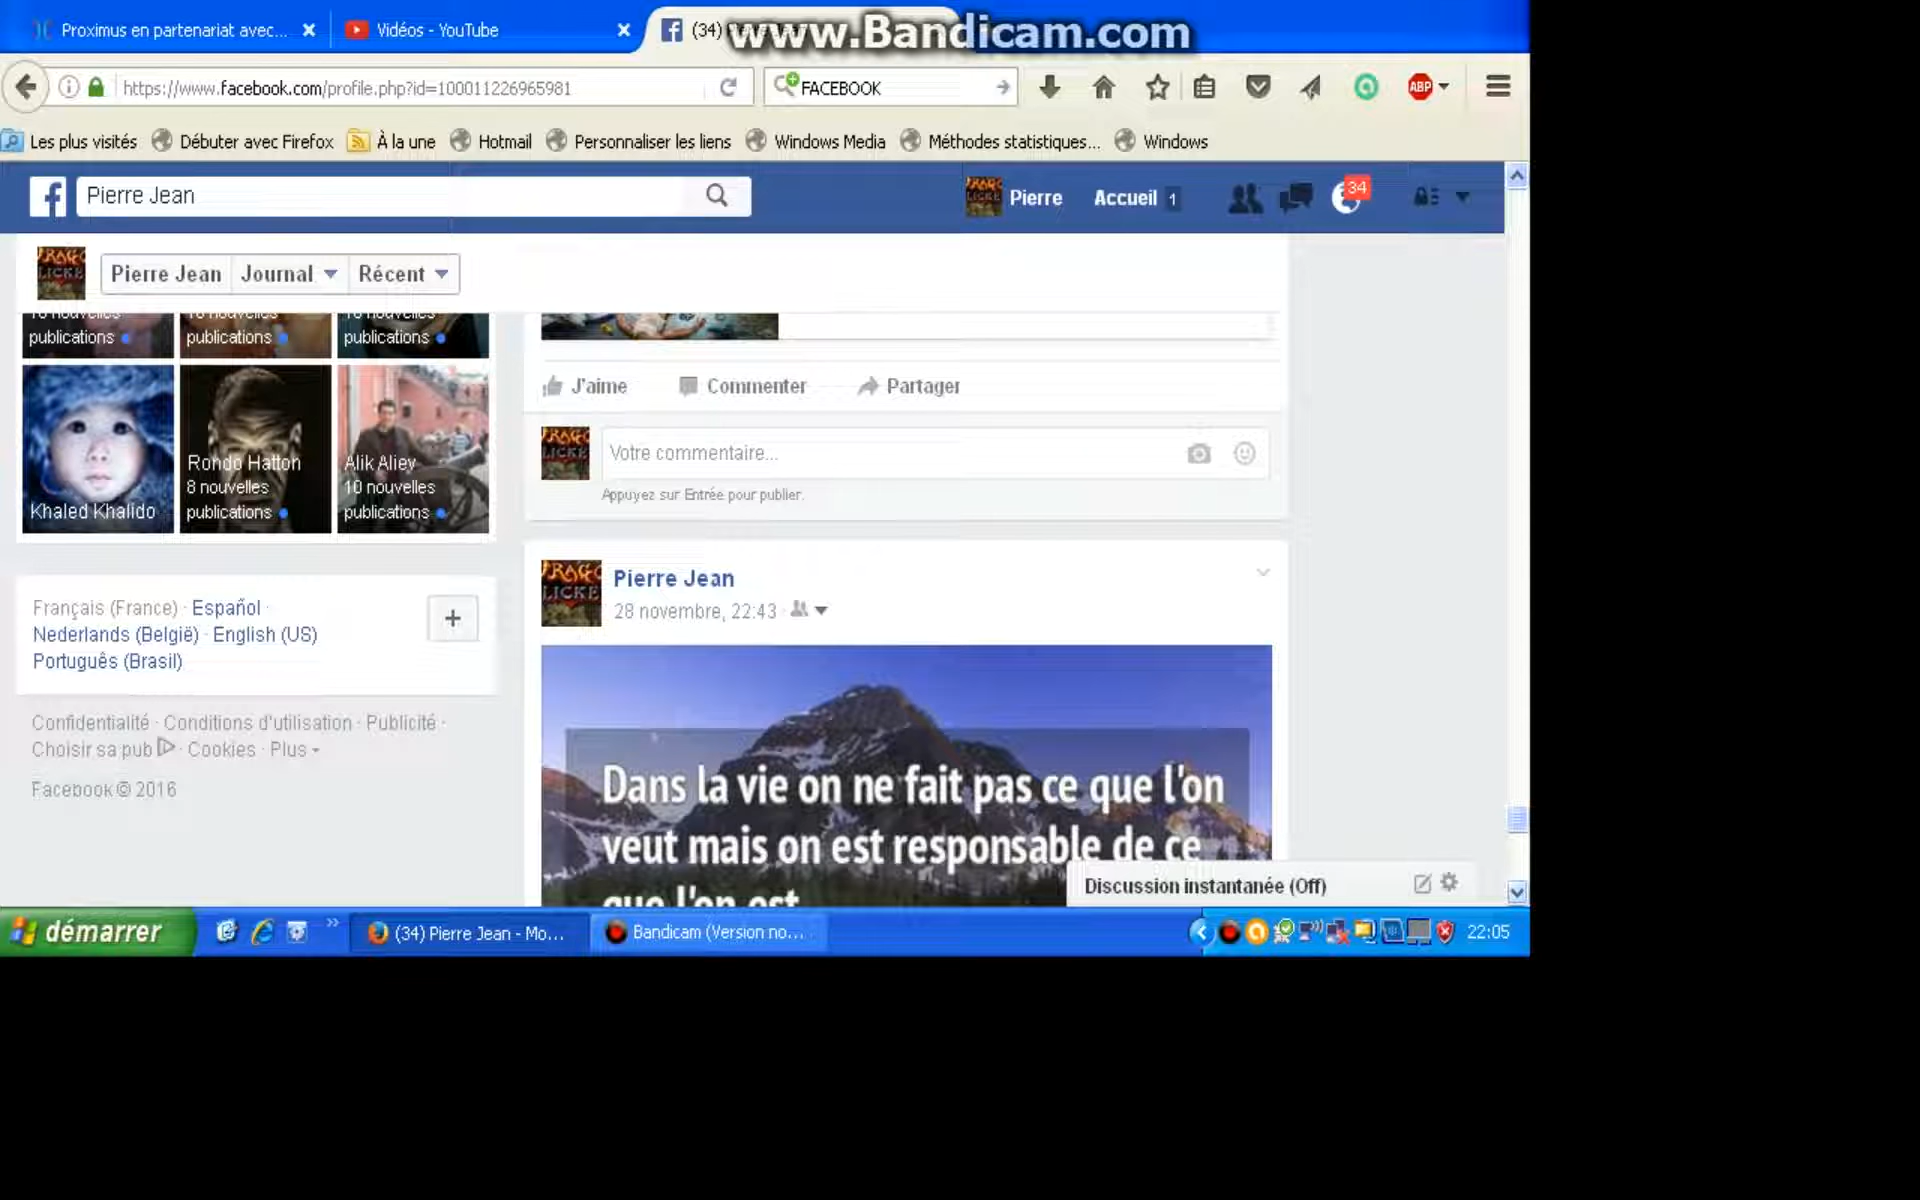 Proximus en partenariat avec...
Vidéos - YouTube
(34)
www.Bandicam.com
https://www.facebook.com/profile.php?id=100011226965981
FACEBOOK
ABP
Les plus visités
Débuter avec Firefox
À la une
Hotmail
Personnaliser les liens
Windows Media
Méthodes statistiques...
Windows
Pierre Jean
Pierre
Accueil 1
34
Pierre Jean
Journal
Récent
publications
publications
publications
J'aime
Commenter
Partager
Votre commentaire...
Appuyez sur Entrée pour publier.
Khaled Khalido
Rondo Hatton
8 nouvelles
publications
Alik Aliev
10 nouvelles
publications
Pierre Jean
28 novembre, 22:43
Français (France) · Español ·
Nederlands (België) · English (US)
Português (Brasil)
Confidentialité · Conditions d'utilisation · Publicité ·
Choisir sa pub · Cookies · Plus
Facebook © 2016
Dans la vie on ne fait pas ce que l'on
veut mais on est responsable de ce
que l'on est
Discussion instantanée (Off)
démarrer
(34) Pierre Jean - Mo...
Bandicam (Version no...
22:05